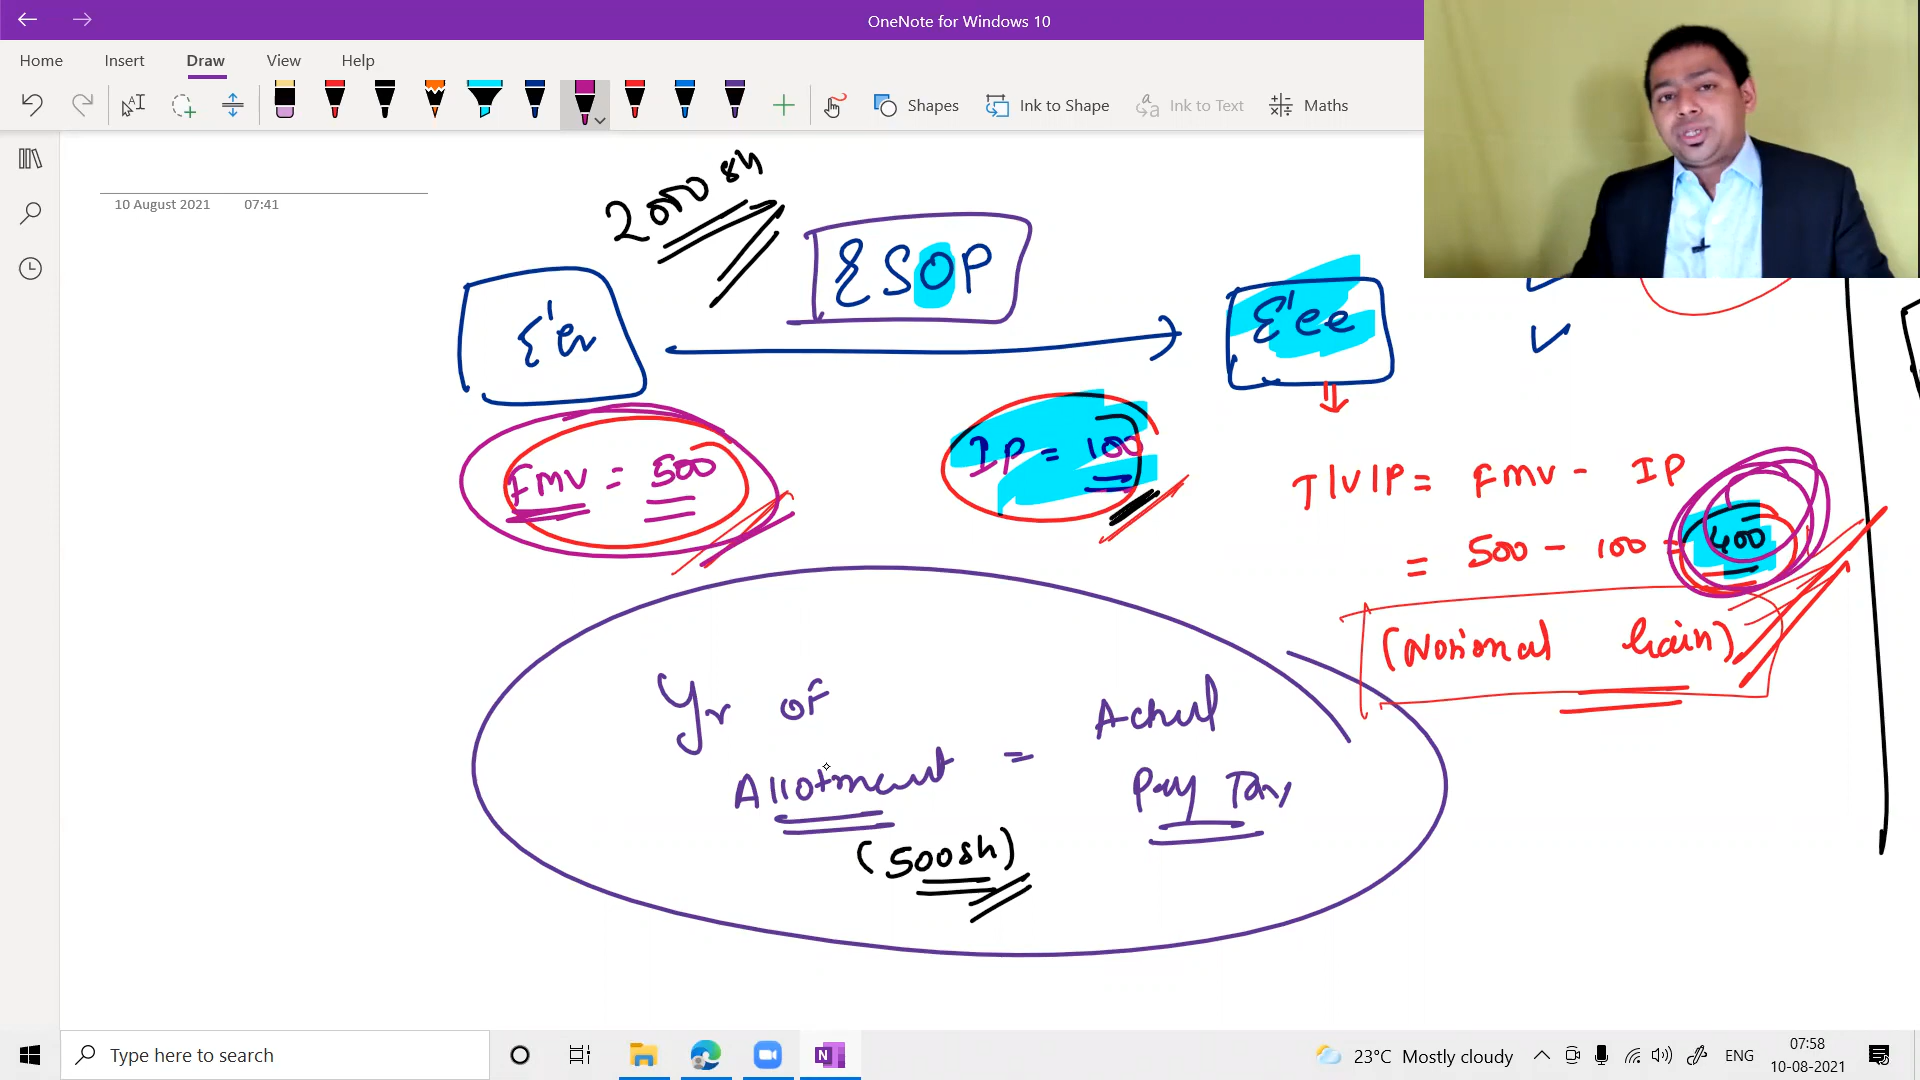 OneNote for Windows 10
Home Insert Draw View Help
Shapes Ink to Shape Ink to Text Maths
10 August 2021 07:41
2000 sh
ESOP
E'er
E'ee
FMV = 500
IP = 100
T/V/P = FMV - IP
= 500 - 100 = 400
(Notional Gain)
Yr of
Allotment = Actual
Pay Tax
(500sh)
Type here to search
23°C Mostly cloudy
ENG
07:58
10-08-2021